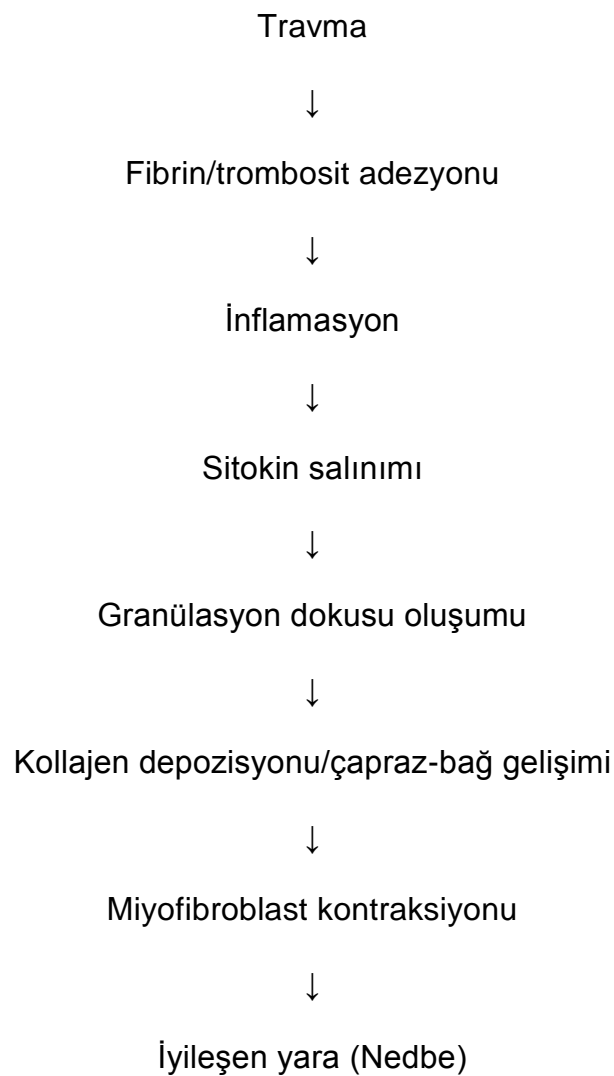 Travma
↓
Fibrin/trombosit adezyonu
↓
İnflamasyon
↓
Sitokin salınımı
↓
Granülasyon dokusu oluşumu
↓
Kollajen depozisyonu/çapraz-bağ gelişimi
↓
Miyofibroblast kontraksiyonu
↓
İyileşen yara (Nedbe)